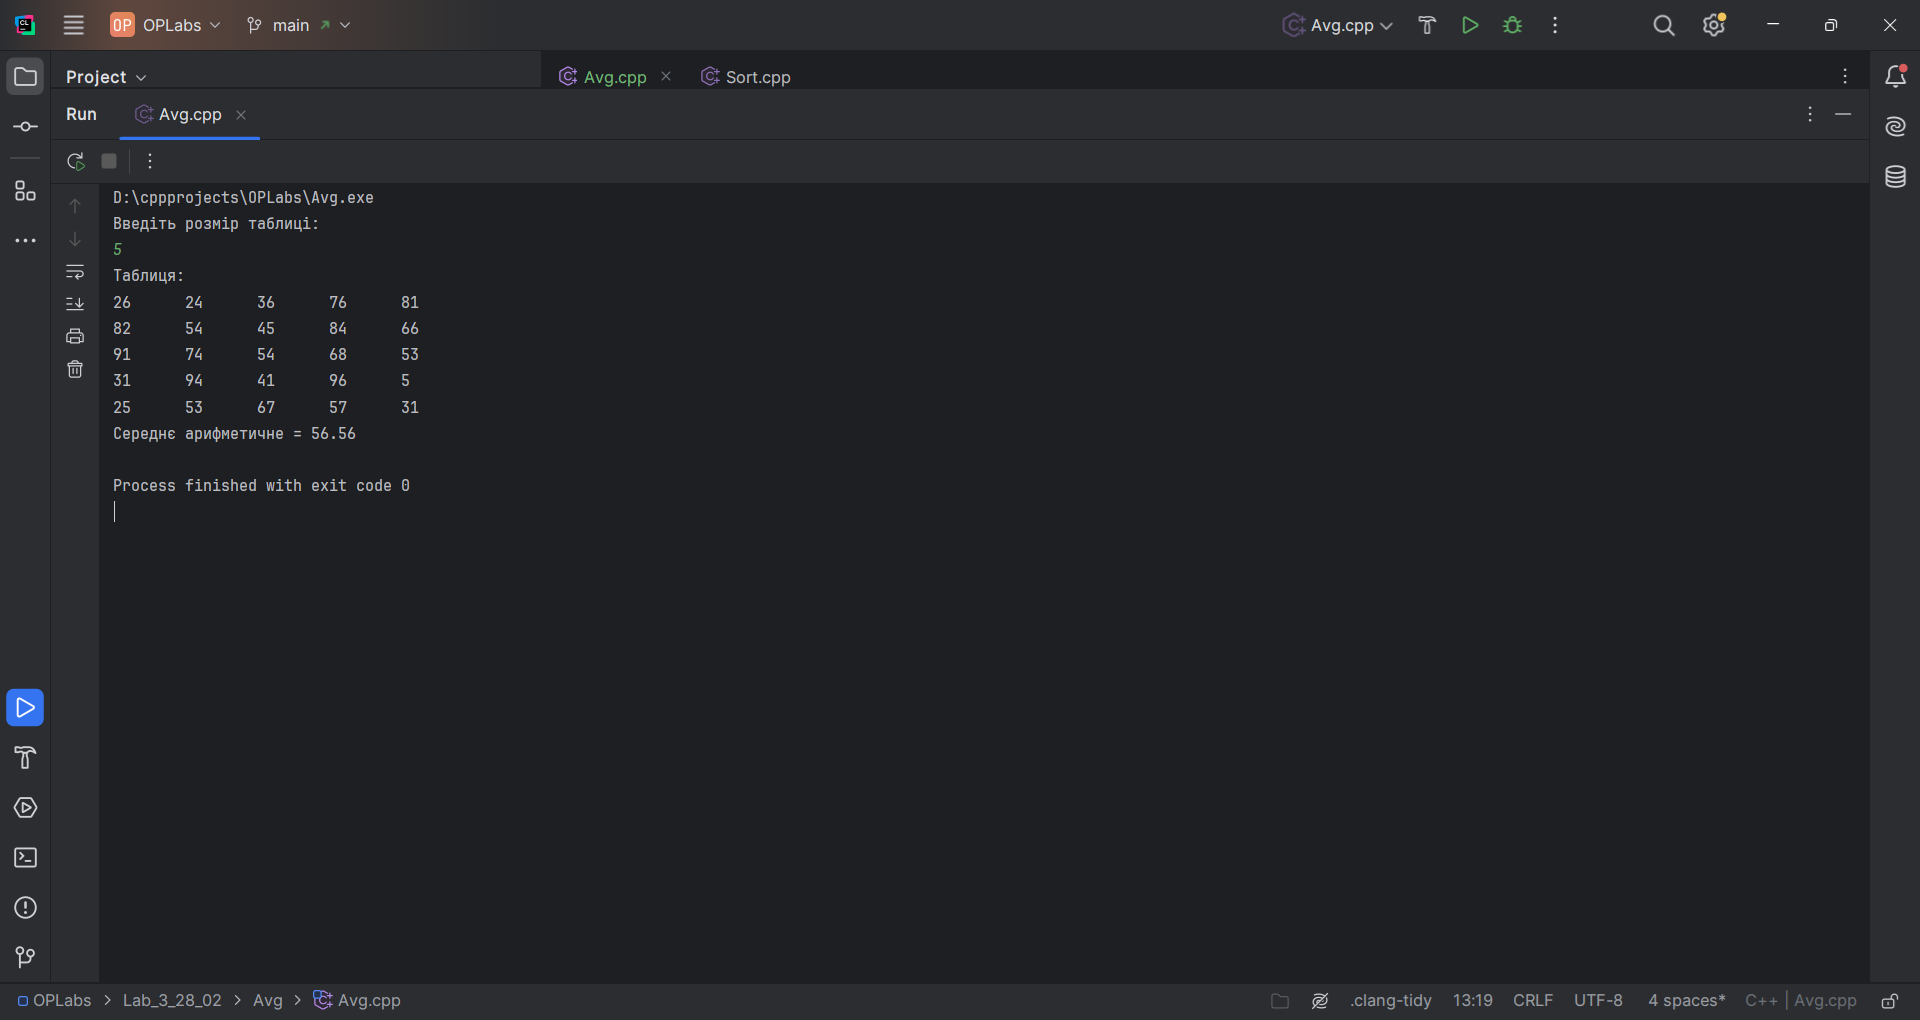 OP OPLabs main Avg.cpp
Project Avg.cpp Sort.cpp
Run Avg.cpp
D:\cppprojects\OPLabs\Avg.exe
Введіть розмір таблиці:
5
Таблиця:
26 24 36 76 81
82 54 45 84 66
91 74 54 68 53
31 94 41 96 5
25 53 67 57 31
Середнє арифметичне = 56.56
Process finished with exit code 0
OPLabs > Lab_3_28_02 > Avg > Avg.cpp .clang-tidy 13:19 CRLF UTF-8 4 spaces* C++ | Avg.cpp